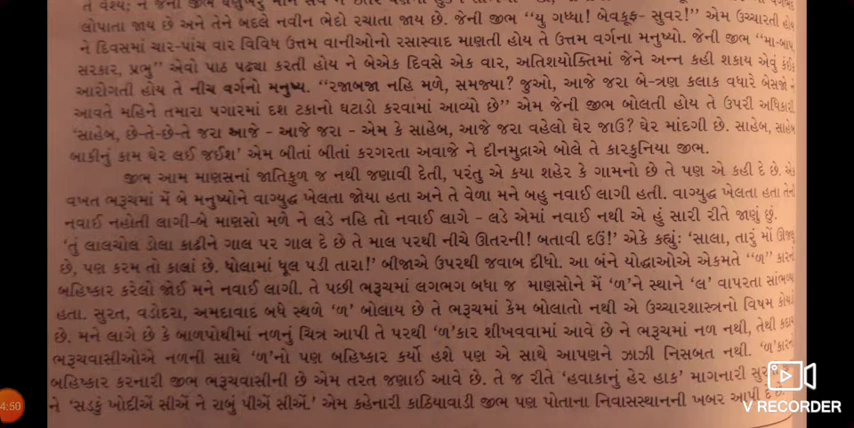 લોપાતા જાય છે અને તેને બદલે નવીન ભેદો રચાતા જાય છે. જેની જીભ “યુ ગધ્ધા! બેવકૂફ- સુવર!” એમ ઉચ્ચારતી હોય
ને દિવસમાં ચાર-પાંચ વાર વિવિધ ઉત્તમ વાનીઓનો રસાસ્વાદ માણતી હોય તે ઉત્તમ વર્ગના મનુષ્યો. જેની જીભ “મા-બાપ,
સરકાર, પ્રભુ” એવો પાઠ પઢ્યા કરતી હોય ને બેએક દિવસે એક વાર, અતિશયોક્તિમાં જેને અન્ન કહી શકાય એવું કંઈક
આરોગતી હોય તે નીચ વર્ગનો મનુષ્ય. “રજાબજા નહિ મળે, સમજ્યા? જુઓ, આજે જરા બે-ત્રણ કલાક વધારે બેસજો ને
આવતે મહિને તમારા પગારમાં દશ ટકાનો ઘટાડો કરવામાં આવ્યો છે” એમ જેની જીભ બોલતી હોય તે ઉપરી અધિકારી
‘સાહેબ, છે-તે-છે-તે જરા આજે - આજે જરા - એમ કે સાહેબ, આજે જરા વહેલો ઘેર જાઉં? ઘેર માંદગી છે. સાહેબ, સાહેબ
બાકીનું કામ ઘેર લઈ જઈશ’ એમ બીતાં બીતાં કરગરતા અવાજે ને દીનમુદ્રાએ બોલે તે કારકુનિયા જીભ.
જીભ આમ માણસનાં જાતિકુળ જ નથી જણાવી દેતી, પરંતુ એ કયા શહેર કે ગામનો છે તે પણ એ કહી દે છે. એક
વખત ભરૂચમાં મેં બે મનુષ્યોને વાગ્યુદ્ધ ખેલતા જોયા હતા અને તે વેળા મને બહુ નવાઈ લાગી હતી. વાગ્યુદ્ધ ખેલતા હતા તેની
નવાઈ નહોતી લાગી-બે માણસો મળે ને લડે નહિ તો નવાઈ લાગે - લડે એમાં નવાઈ નથી એ હું સારી રીતે જાણું છું.
‘તું લાલચોલ ડોલા કાઢીને ગાલ પર ગાલ દે છે તે માલ પરથી નીચે ઊતરની! બતાવી દઉં!’ એકે કહ્યું: ‘સાલા, તારું મોં ઊજળું
છે, પણ કરમ તો કાલાં છે. ધોલામાં ધૂલ પડી તારા!’ બીજાએ ઉપરથી જવાબ દીધો. આ બંને યોદ્ધાઓએ એકમતે “ળ” કારનો
બહિષ્કાર કરેલો જોઈ મને નવાઈ લાગી. તે પછી ભરૂચમાં લગભગ બધા જ માણસોને મેં ‘ળ’ને સ્થાને ‘લ’ વાપરતા સાંભળ્યા
હતા. સુરત, વડોદરા, અમદાવાદ બધે સ્થળે ‘ળ’ બોલાય છે તે ભરૂચમાં કેમ બોલાતો નથી એ ઉચ્ચારશાસ્ત્રનો વિષમ કોયડો
છે. મને લાગે છે કે બાળપોથીમાં નળનું ચિત્ર આપી તે પરથી ‘ળ’કાર શીખવવામાં આવે છે ને ભરૂચમાં નળ નથી, તેથી કદાચ
ભરૂચવાસીઓએ નળની સાથે ‘ળ’નો પણ બહિષ્કાર કર્યો હશે પણ એ સાથે આપણને ઝાઝી નિસબત નથી. ‘ળ’કારનો
બહિષ્કાર કરનારી જીભ ભરૂચવાસીની છે એમ તરત જણાઈ આવે છે. તે જ રીતે ‘હવાકાનું હેર હાક’ માગનારી
ને ‘સડકું ખોદીએં સીએં ને રાબું પીએં સીએં.’ એમ કહેનારી કાઠિયાવાડી જીભ પણ પોતાના નિવાસસ્થાનની ખબર આપી દે છે
4:50
V RECORDER